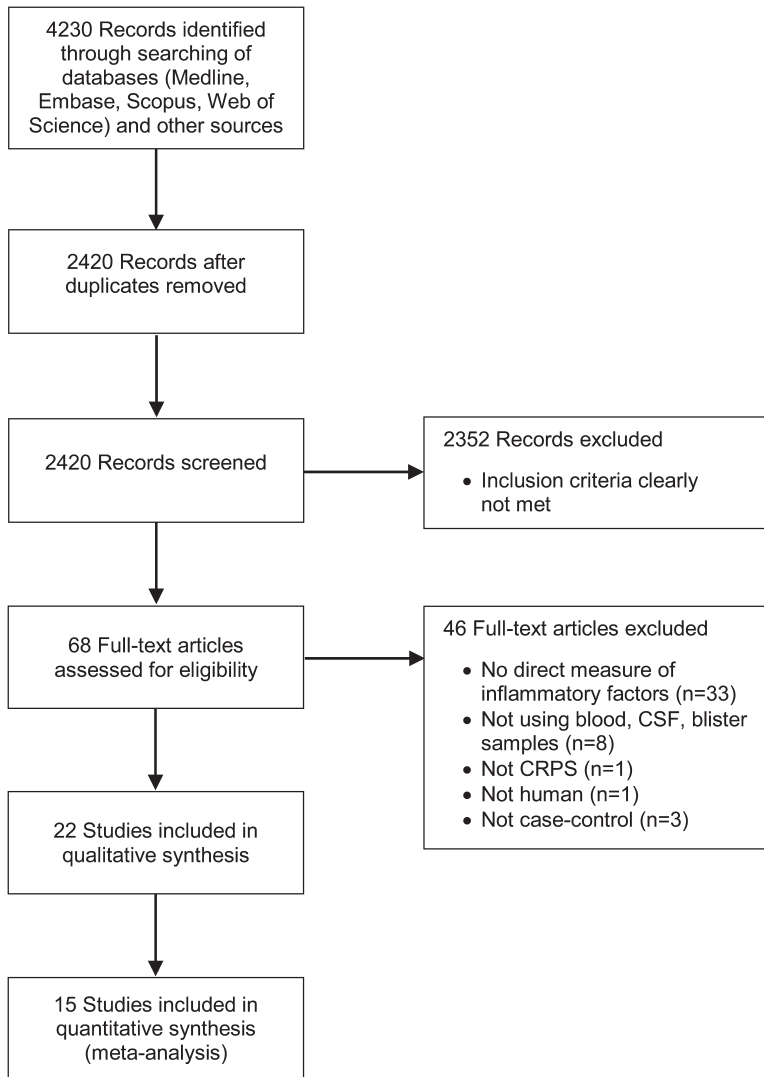 4230 Records identified
through searching of
databases (Medline,
Embase, Scopus, Web of
Science) and other sources
2420 Records after
duplicates removed
2420 Records screened
2352 Records excluded
• Inclusion criteria clearly
not met
68 Full-text articles
assessed for eligibility
46 Full-text articles excluded
• No direct measure of
inflammatory factors (n=33)
• Not using blood, CSF, blister
samples (n=8)
• Not CRPS (n=1)
• Not human (n=1)
• Not case-control (n=3)
22 Studies included in
qualitative synthesis
15 Studies included in
quantitative synthesis
(meta-analysis)